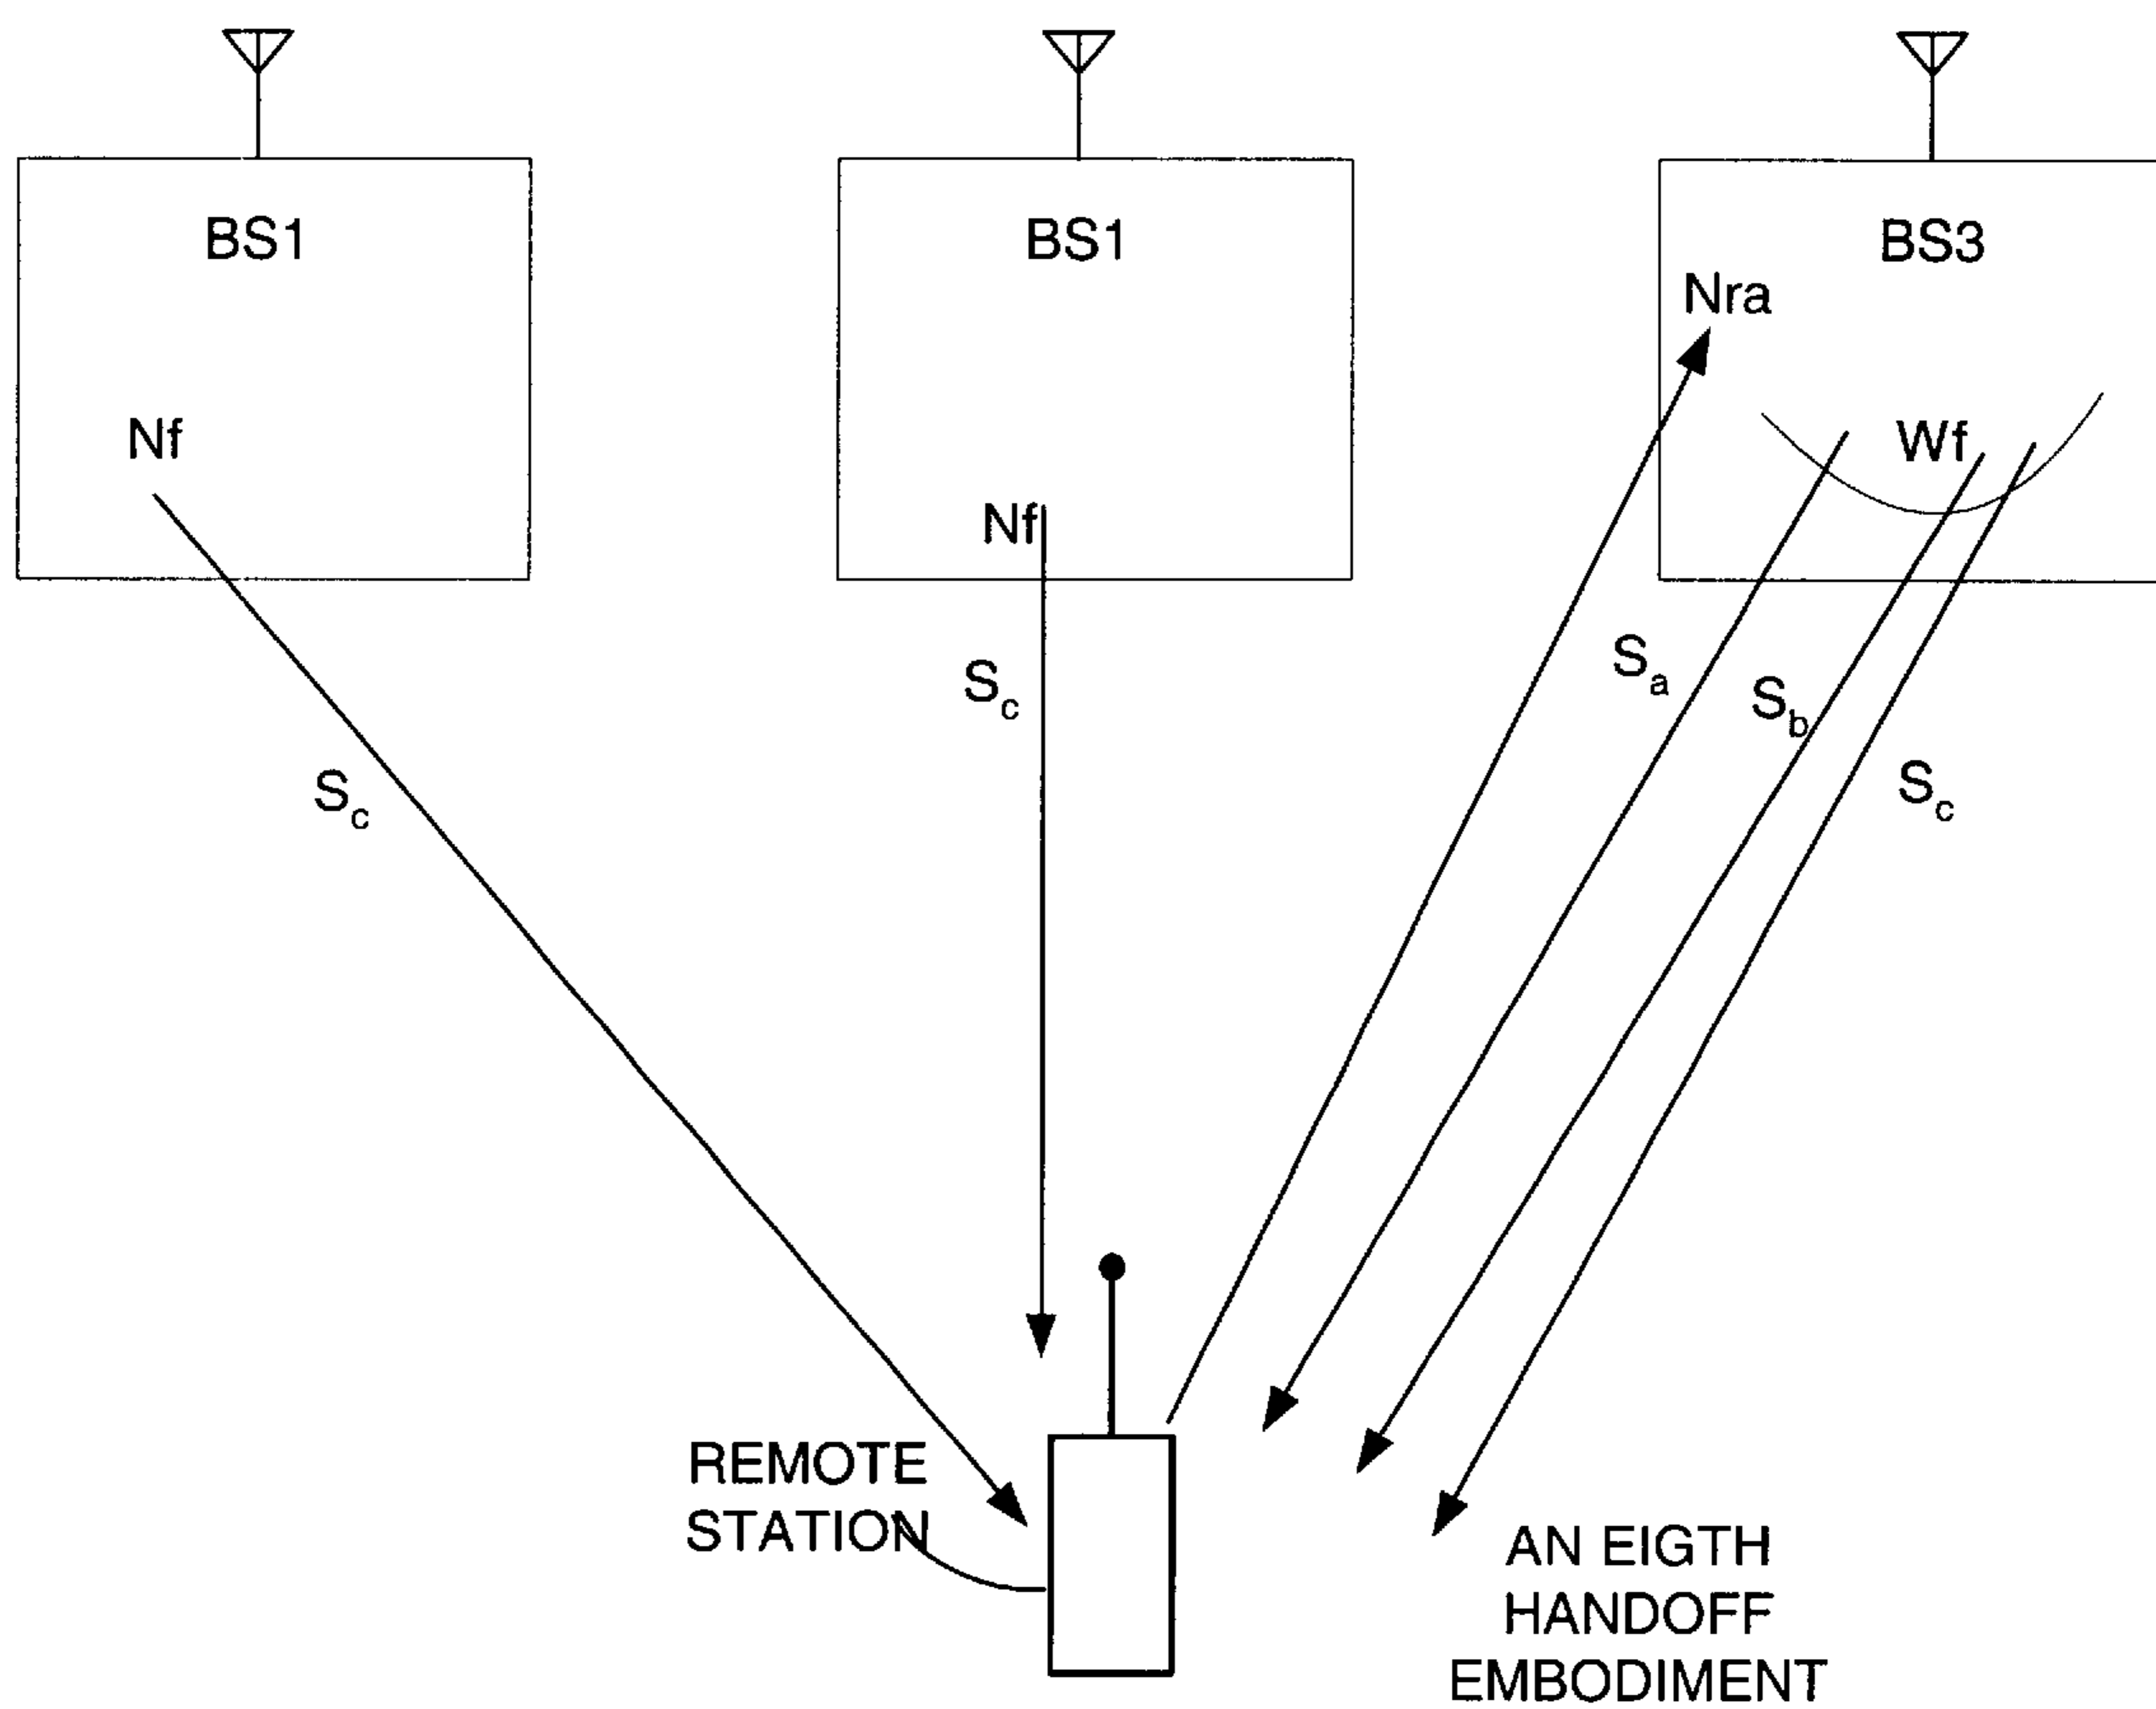 BS1
BS1
BS3
Nra
Nf
Wf
Nf
Sa
Sc
Sb
Sc
Sc
REMOTE
STATION
AN EIGTH
HANDOFF
EMBODIMENT